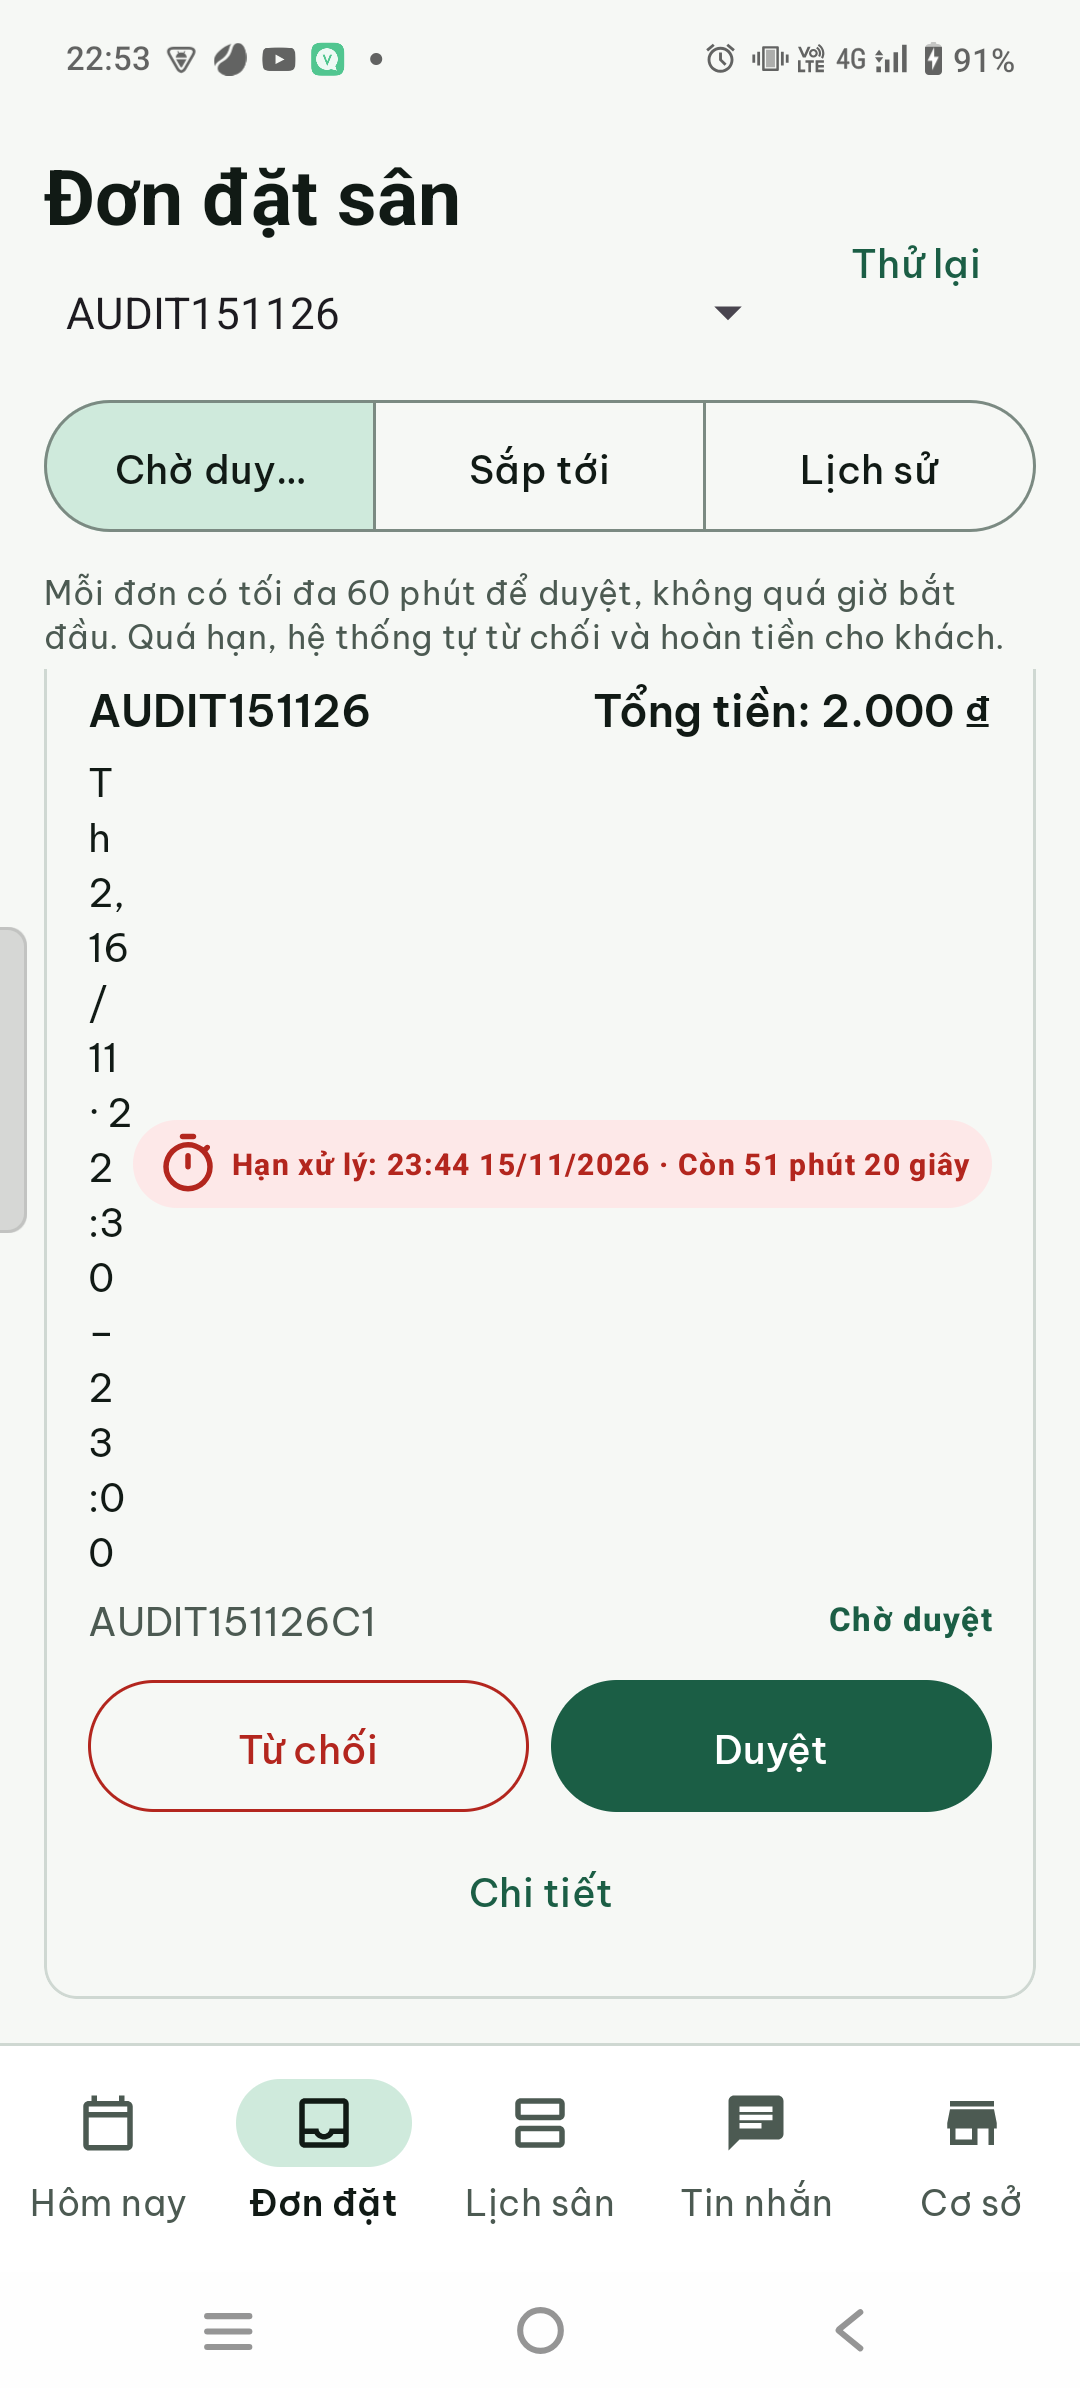 22:53
4G
91%
Đơn đặt sân
Thử lại
AUDIT151126
Chờ duy...
Sắp tới
Lịch sử
Mỗi đơn có tối đa 60 phút để duyệt, không quá giờ bắt
đầu. Quá hạn, hệ thống tự từ chối và hoàn tiền cho khách.
AUDIT151126
Tổng tiền: 2.000 ₫
T
h
2,
16
/
11
· 2
2
:3
0
–
2
3
:0
0
Hạn xử lý: 23:44 15/11/2026 · Còn 51 phút 20 giây
AUDIT151126C1
Chờ duyệt
Từ chối
Duyệt
Chi tiết
Hôm nay
Đơn đặt
Lịch sân
Tin nhắn
Cơ sở